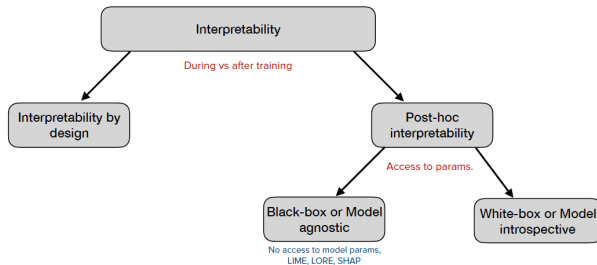 Interpretability
During vs after training
Interpretability by
design
Post-hoc
interpretability
Access to params.
Black-box or Model
agnostic
No access to model params,
LIME, LORE, SHAP
White-box or Model
introspective